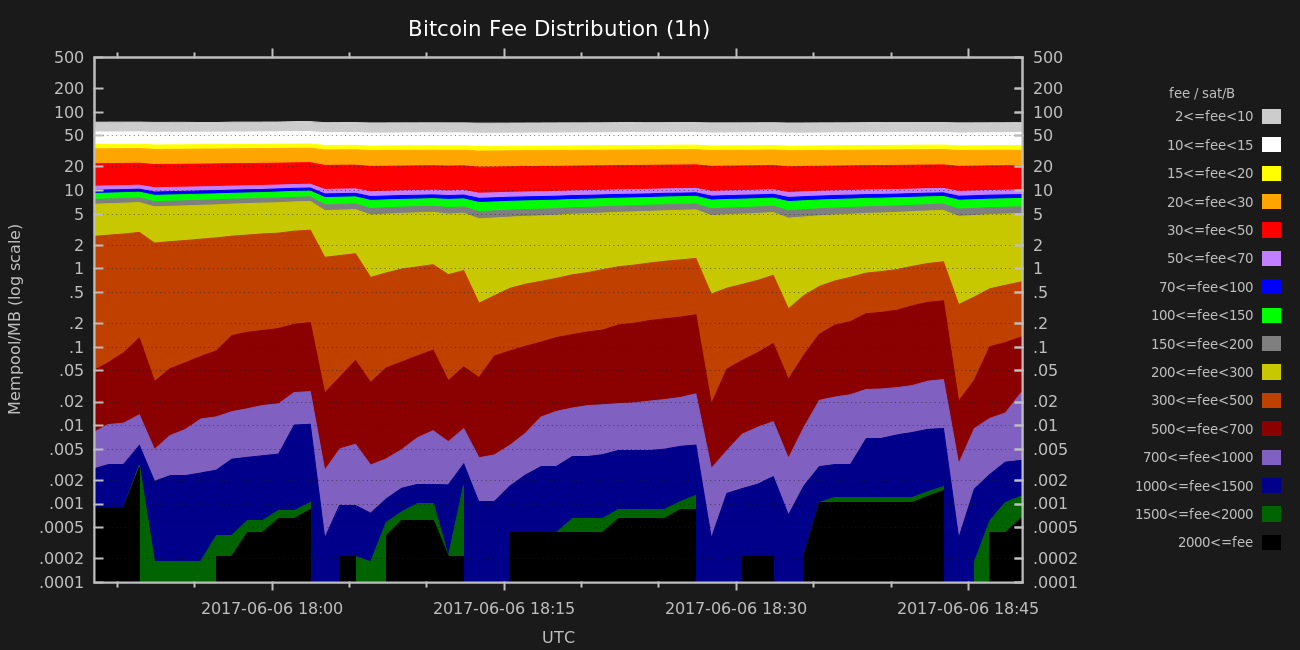 Bitcoin Fee Distribution (1h)
Mempool/MB (log scale)
500
200
100
50
20
10
5
2
1
.5
.2
.1
.05
.02
.01
.005
.002
.001
.0005
.0002
.0001
500
200
100
50
20
10
5
2
1
.5
.2
.1
.05
.02
.01
.005
.002
.001
.0005
.0002
.0001
2017-06-06 18:00
2017-06-06 18:15
2017-06-06 18:30
2017-06-06 18:45
UTC
fee / sat/B
2<=fee<10
10<=fee<15
15<=fee<20
20<=fee<30
30<=fee<50
50<=fee<70
70<=fee<100
100<=fee<150
150<=fee<200
200<=fee<300
300<=fee<500
500<=fee<700
700<=fee<1000
1000<=fee<1500
1500<=fee<2000
2000<=fee